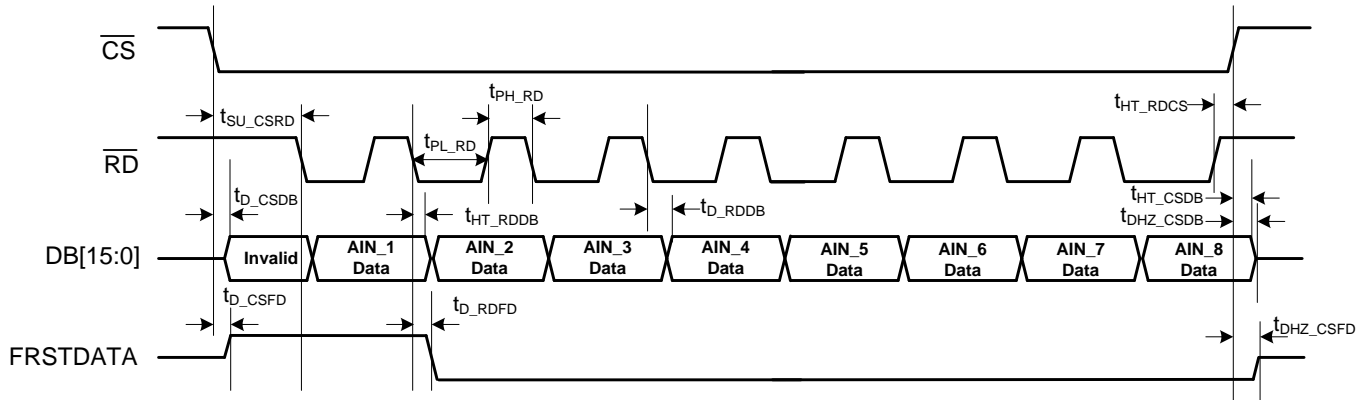 CS
tPH_RD
tSU_CSRD
tPL_RD
tHT_RDCS
RD
tD_CSDB
tHT_RDDB
tD_RDDB
tHT_CSDB
tDHZ_CSDB
DB[15:0]
Invalid
AIN_1
Data
AIN_2
Data
AIN_3
Data
AIN_4
Data
AIN_5
Data
AIN_6
Data
AIN_7
Data
AIN_8
Data
tD_CSFD
tD_RDFD
tDHZ_CSFD
FRSTDATA